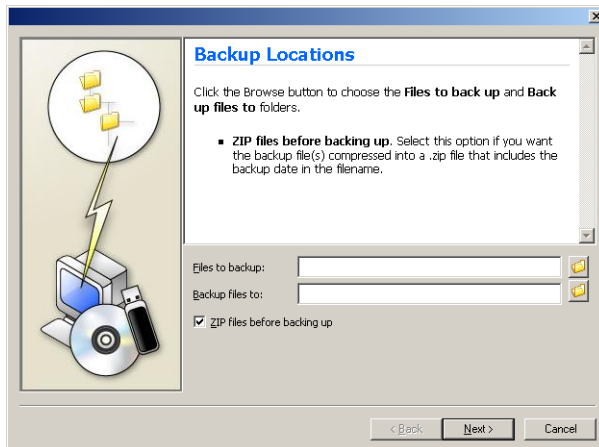 Backup Locations
Click the Browse button to choose the Files to back up and Back
up files to folders.
▪ ZIP files before backing up. Select this option if you want
the backup file(s) compressed into a .zip file that includes the
backup date in the filename.
Files to backup:
Backup files to:
ZIP files before backing up
< Back
Next >
Cancel